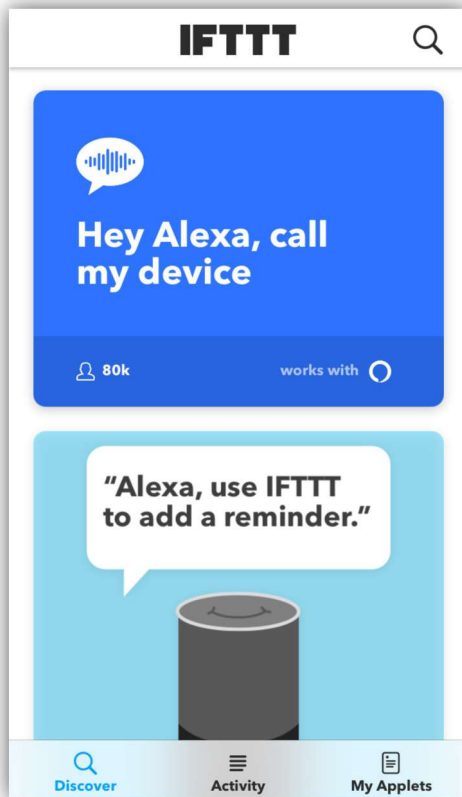 IFTTT
Hey Alexa, call
my device
80k
works with
“Alexa, use IFTTT
to add a reminder.”
Discover
Activity
My Applets